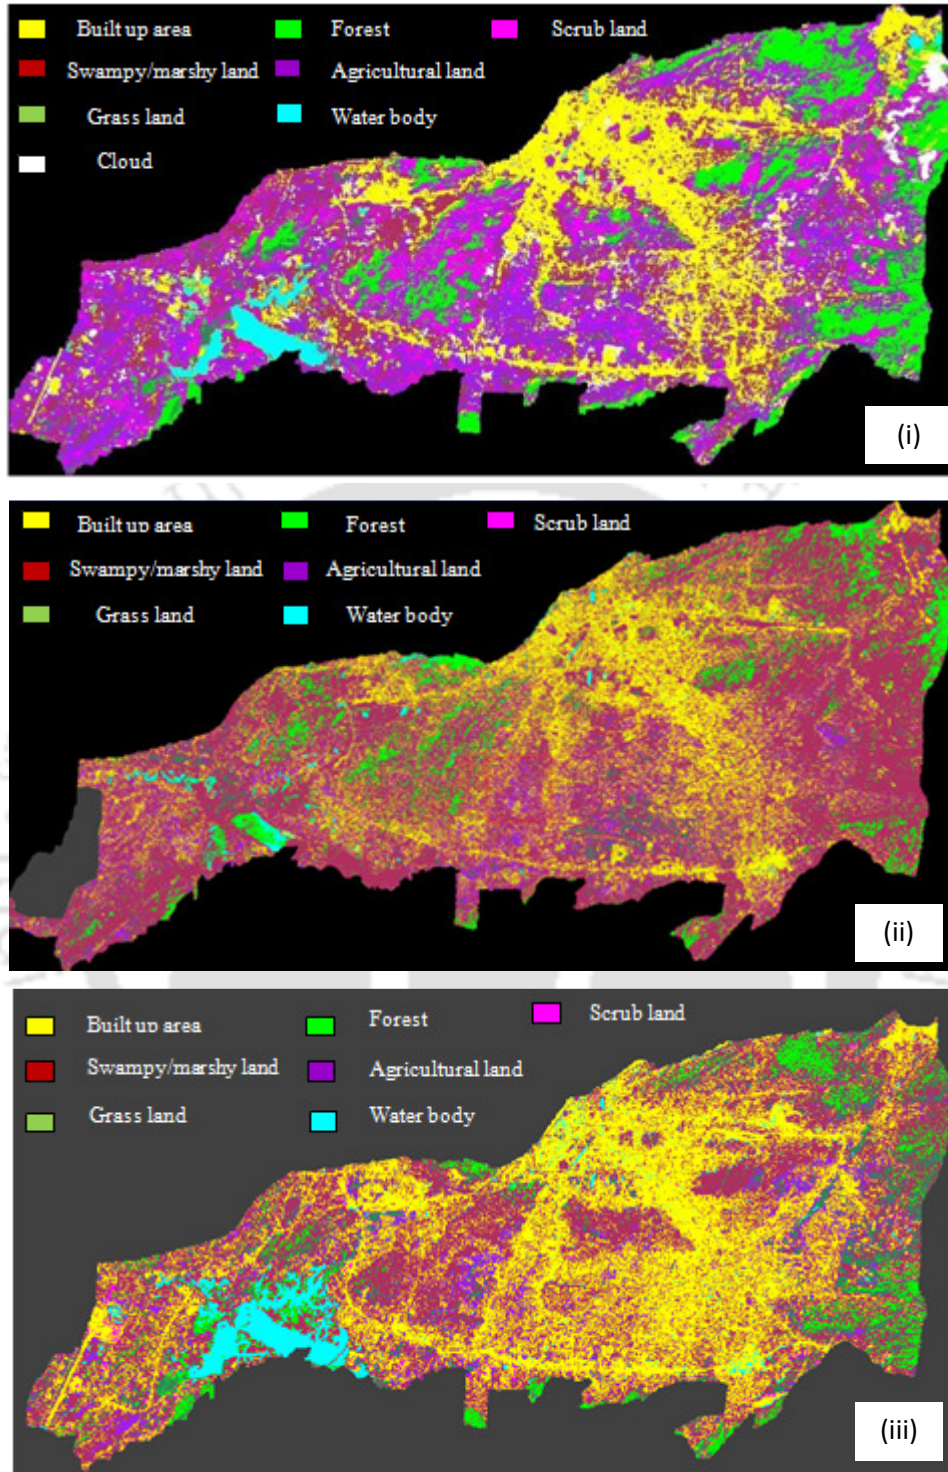 Built up area Forest Scrub land
Swampy/marshy land Agricultural land
Grass land Water body
Cloud
(i)
Built up area Forest Scrub land
Swampy/marshy land Agricultural land
Grass land Water body
(ii)
Built up area Forest Scrub land
Swampy/marshy land Agricultural land
Grass land Water body
(iii)